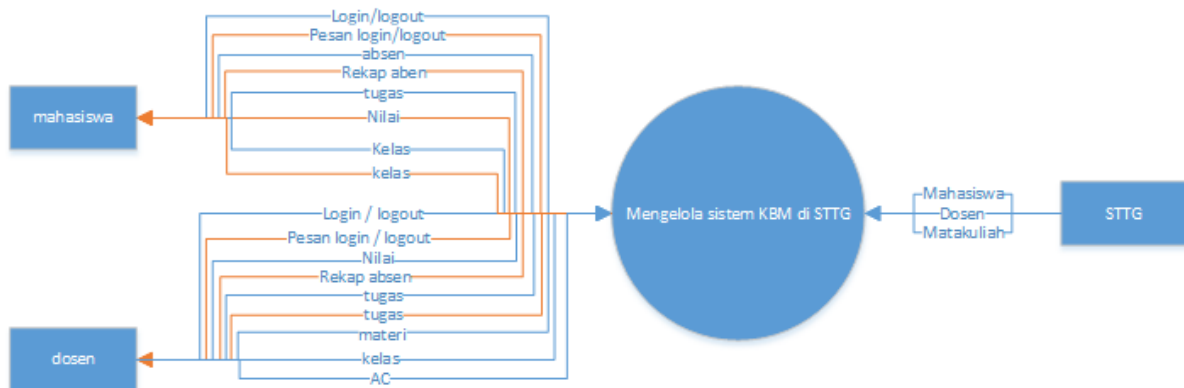 Login/logout
Pesan login/logout
absen
Rekap aben
tugas
mahasiswa
Nilai
Kelas
kelas
Mahasiswa
Login / logout
Mengelola sistem KBM di STTG
Dosen
STTG
Matakuliah
Pesan login / logout
Nilai
Rekap absen
tugas
tugas
materi
dosen
kelas
AC